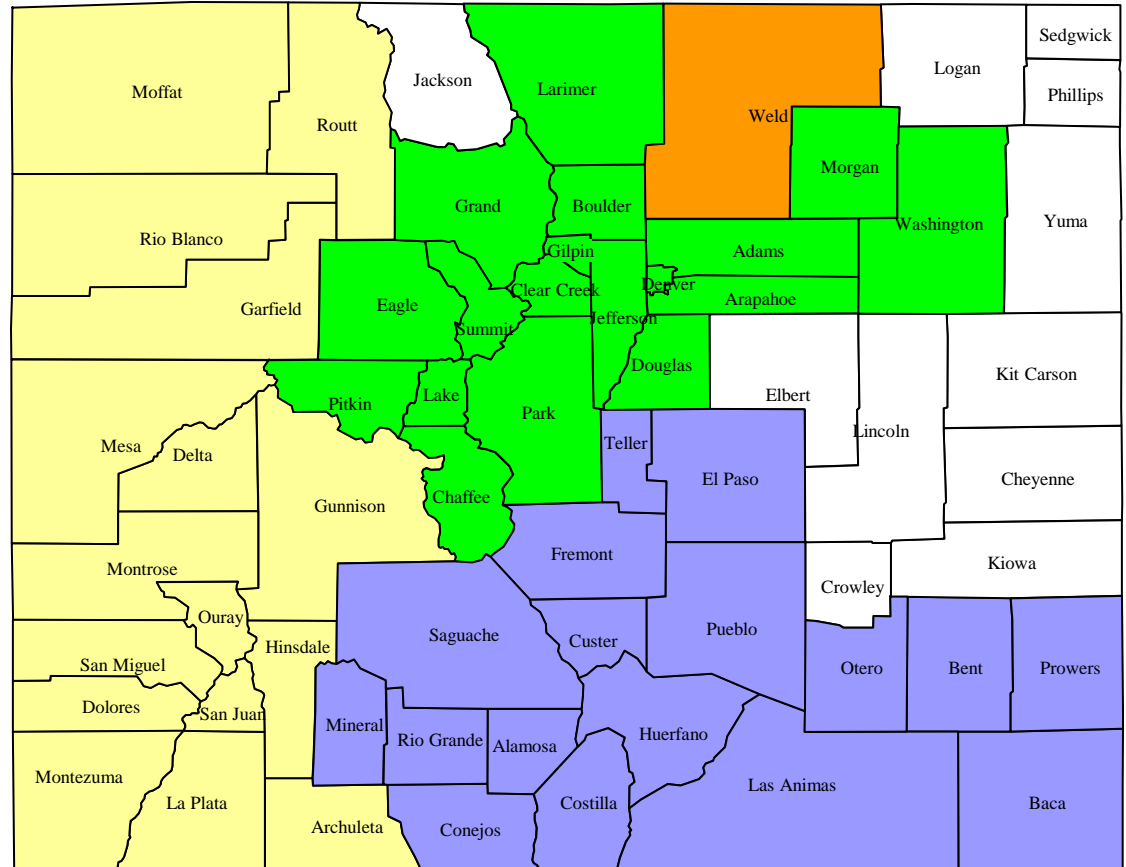 Sedgwick
Logan
Jackson
Larimer
Moffat
Phillips
Weld
Routt
Morgan
Grand
Boulder
Yuma
Washington
Rio Blanco
Gilpin
Adams
Denver
Clear Creek
Arapahoe
Eagle
Garfield
Jefferson
Summit
Douglas
Kit Carson
Elbert
Lake
Pitkin
Park
Lincoln
Teller
Mesa
Delta
El Paso
Cheyenne
Chaffee
Gunnison
Fremont
Kiowa
Montrose
Crowley
Ouray
Pueblo
Saguache
Custer
Hinsdale
San Miguel
Otero
Bent
Prowers
Dolores
San Juan
Mineral
Huerfano
Rio Grande
Alamosa
Montezuma
Las Animas
La Plata
Costilla
Baca
Archuleta
Conejos